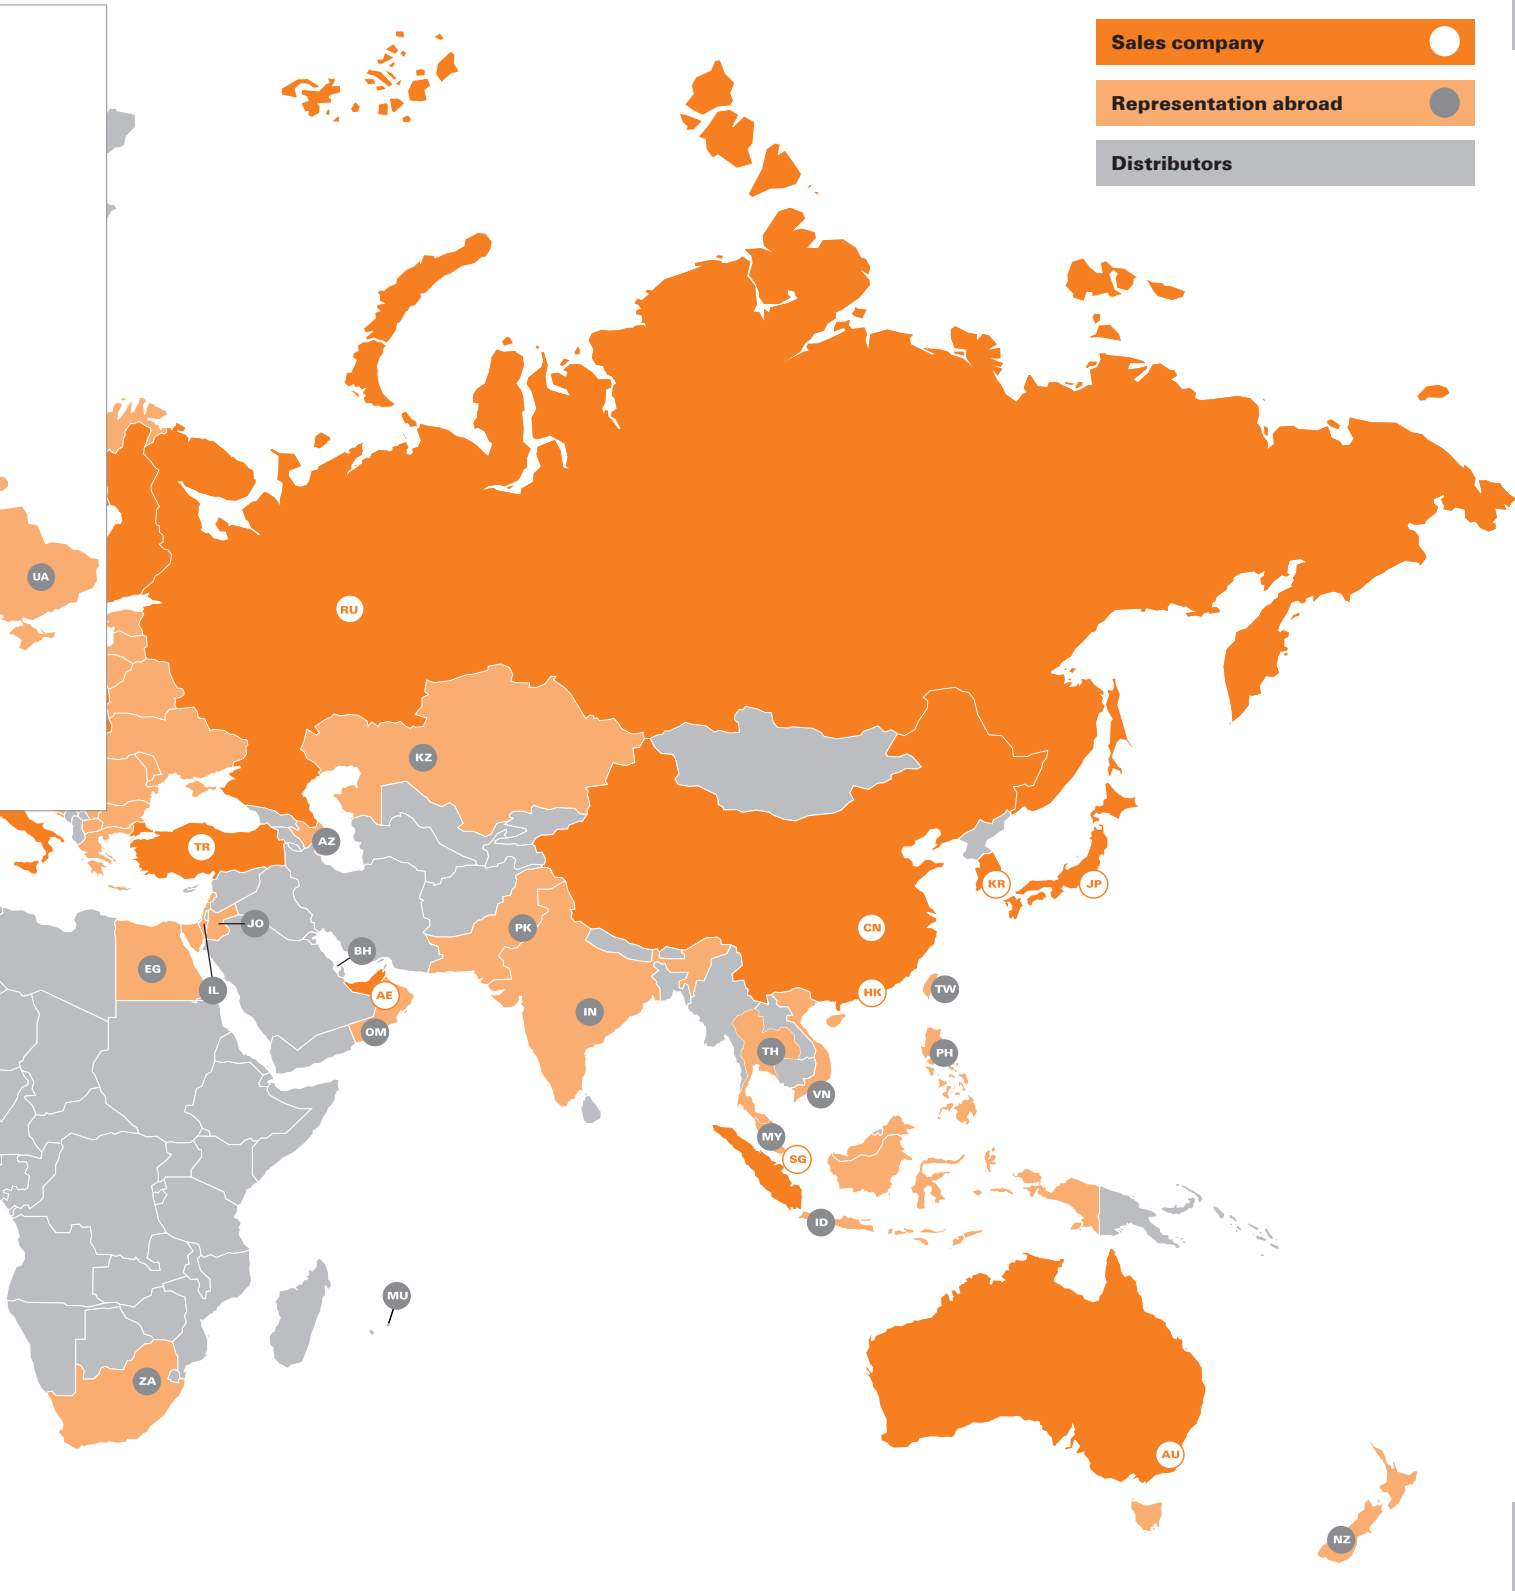 Sales company
Representation abroad
Distributors
UA
RU
KZ
TR
AZ
KR
JP
JO
PK
CN
BH
EG
IL
AE
HK
TW
IN
OM
TH
PH
VN
MY
SG
ID
MU
ZA
AU
NZ